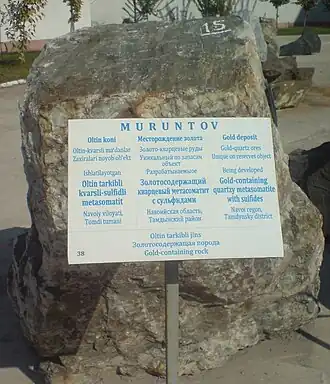 15
MURUNTOV
Oltin koni
Oltin-kvarsli ma'danlar
Zaxiralari noyob ob'ekt
Ishlatilayotgan
Oltin tarkibli
kvarsli-sulfidli
metasomatit
Navoiy viloyati,
Tomdi tumani
Месторождение золота
Золото-кварцевые руды
Уникальный по запасам
объект
Разрабатываемое
Золотосодержащий
кварцевый метасоматит
с сульфидами
Навоийская область,
Тамдынский район
Gold deposit
Gold-quartz ores
Unique on reserves object
Being developed
Gold-containing
quartzy metasomatite
with sulfides
Navoi region,
Tamdynsky district
Oltin tarkibli jins
Золотосодержащая порода
Gold-containing rock
38